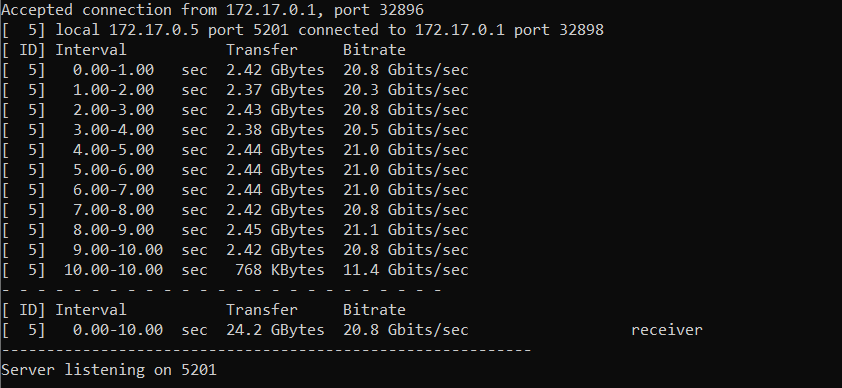 Accepted connection from 172.17.0.1, port 32896
[  5] local 172.17.0.5 port 5201 connected to 172.17.0.1 port 32898
[ ID] Interval           Transfer     Bitrate
[  5]   0.00-1.00   sec  2.42 GBytes  20.8 Gbits/sec
[  5]   1.00-2.00   sec  2.37 GBytes  20.3 Gbits/sec
[  5]   2.00-3.00   sec  2.43 GBytes  20.8 Gbits/sec
[  5]   3.00-4.00   sec  2.38 GBytes  20.5 Gbits/sec
[  5]   4.00-5.00   sec  2.44 GBytes  21.0 Gbits/sec
[  5]   5.00-6.00   sec  2.44 GBytes  21.0 Gbits/sec
[  5]   6.00-7.00   sec  2.44 GBytes  21.0 Gbits/sec
[  5]   7.00-8.00   sec  2.42 GBytes  20.8 Gbits/sec
[  5]   8.00-9.00   sec  2.45 GBytes  21.1 Gbits/sec
[  5]   9.00-10.00  sec  2.42 GBytes  20.8 Gbits/sec
[  5]  10.00-10.00  sec   768 KBytes  11.4 Gbits/sec
- - - - - - - - - - - - - - - - - - - - - - - - -
[ ID] Interval           Transfer     Bitrate
[  5]   0.00-10.00  sec  24.2 GBytes  20.8 Gbits/sec                  receiver
-----------------------------------------------------------
Server listening on 5201